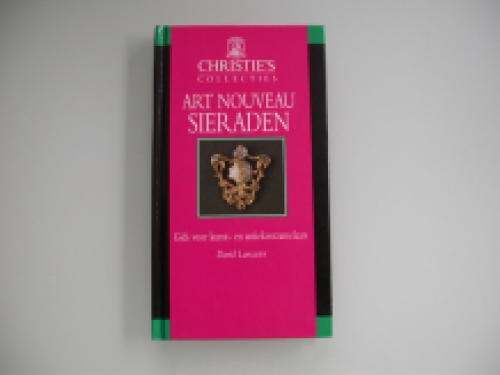 CHRISTIE'S
COLLECTIES
ART NOUVEAU
SIERADEN
Gids voor kunst- en antiekverzamelaars
David Lancaster